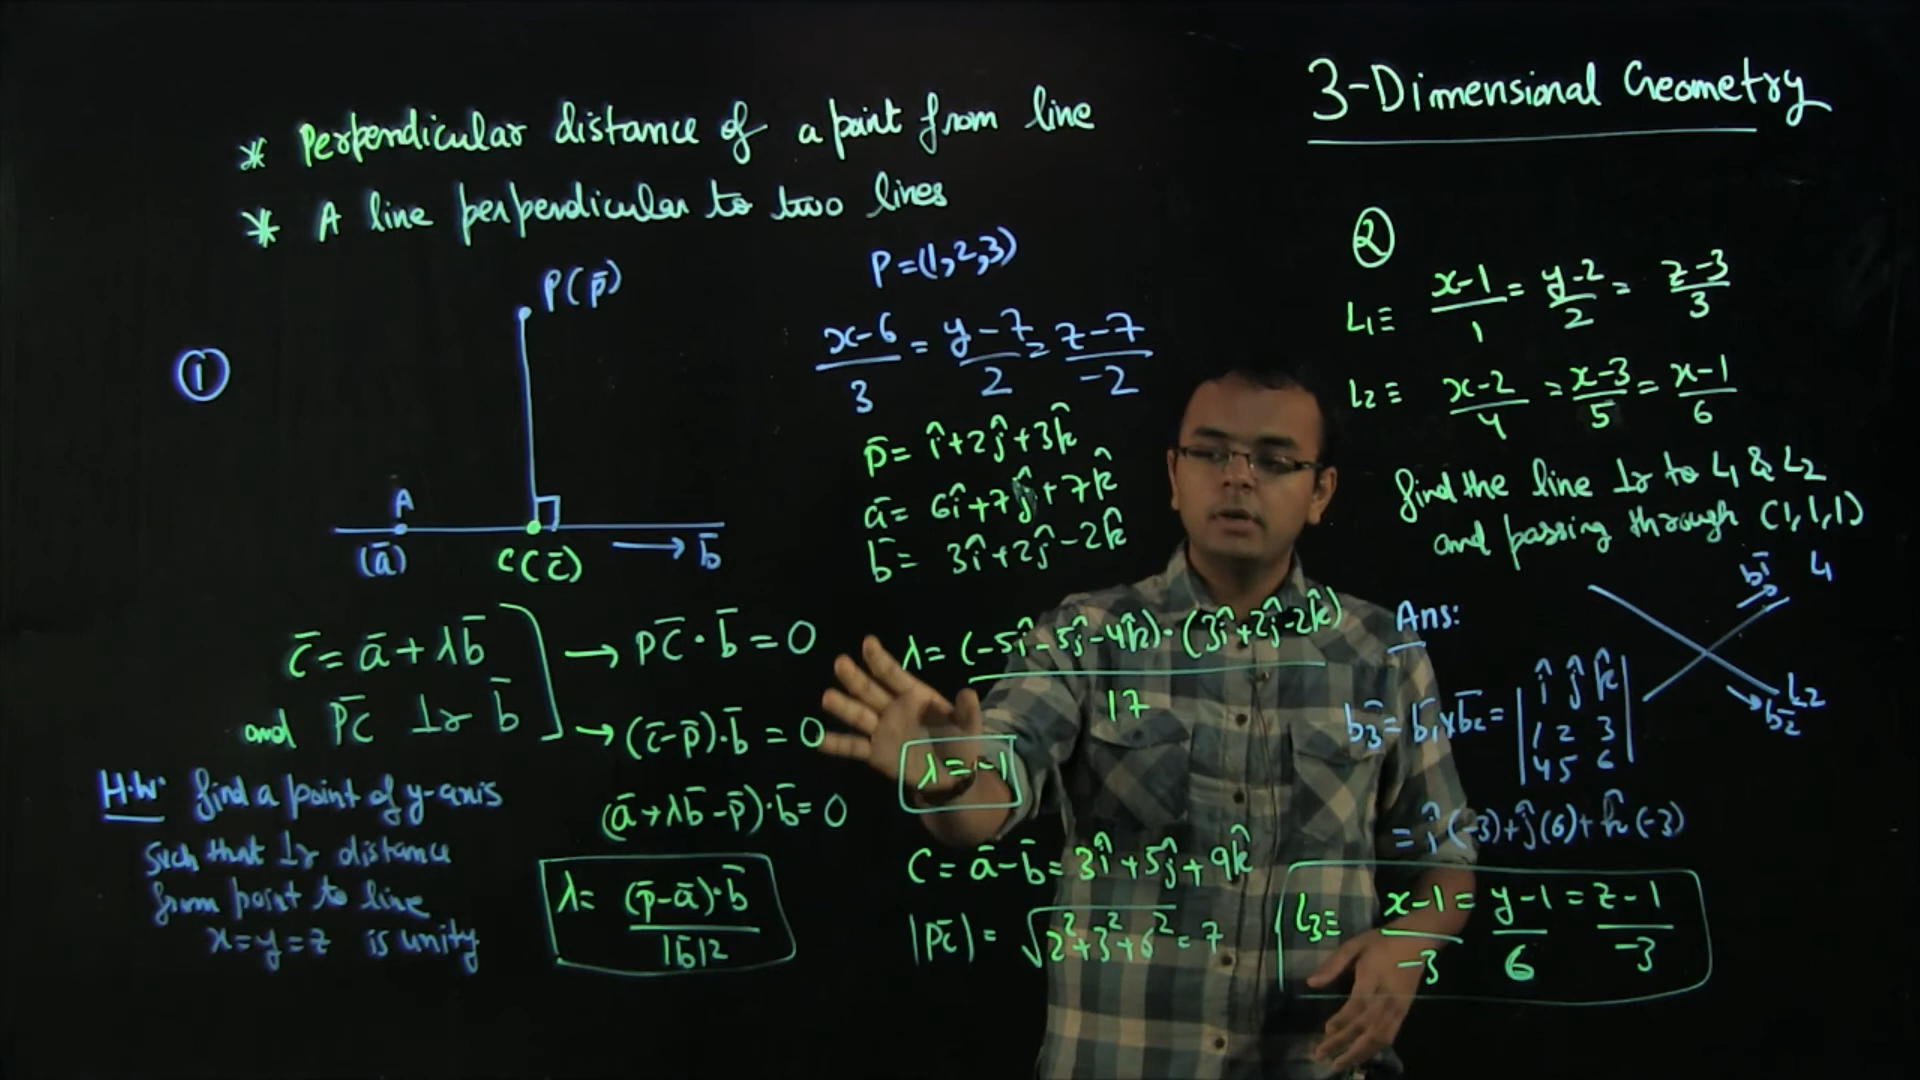 3-Dimensional Geometry
* Perpendicular distance of a point from line
* A line perpendicular to two lines
①
P(p̄)
A
(ā)
C(c̄)
→ b̄
c̄ = ā + λb̄
and P̄C̄ ⊥r b̄
→ P̄C̄ · b̄ = 0
→ (c̄-p̄)·b̄ = 0
(ā+λb̄-p̄)·b̄ = 0
λ = (p̄-ā)·b̄ / |b̄|²
H.W. find a point of y-axis
such that ⊥r distance
from point to line
x=y=z is unity
P=(1,2,3)
x-6/3 = y-7/2 = z-7/-2
p̄ = î+2ĵ+3k̂
ā = 6î+7ĵ+7k̂
b̄ = 3î+2ĵ-2k̂
λ = (-5î-5ĵ-4k̂)·(3î+2ĵ-2k̂) / 17
λ = -1
C = ā-b̄ = 3î+5ĵ+9k̂
|P̄C̄| = √2²+3²+6² = 7
②
L1 ≡ x-1/1 = y-2/2 = z-3/3
L2 ≡ x-2/4 = x-3/5 = x-1/6
find the line ⊥r to L1 & L2
and passing through (1,1,1)
b̄1 L1
L2
b̄2
Ans:
b̄3 = b̄1×b̄2 = | î ĵ k̂ |
1 2 3
4 5 6
= î(-3)+ĵ(6)+k̂(-3)
L3 ≡ x-1/-3 = y-1/6 = z-1/-3